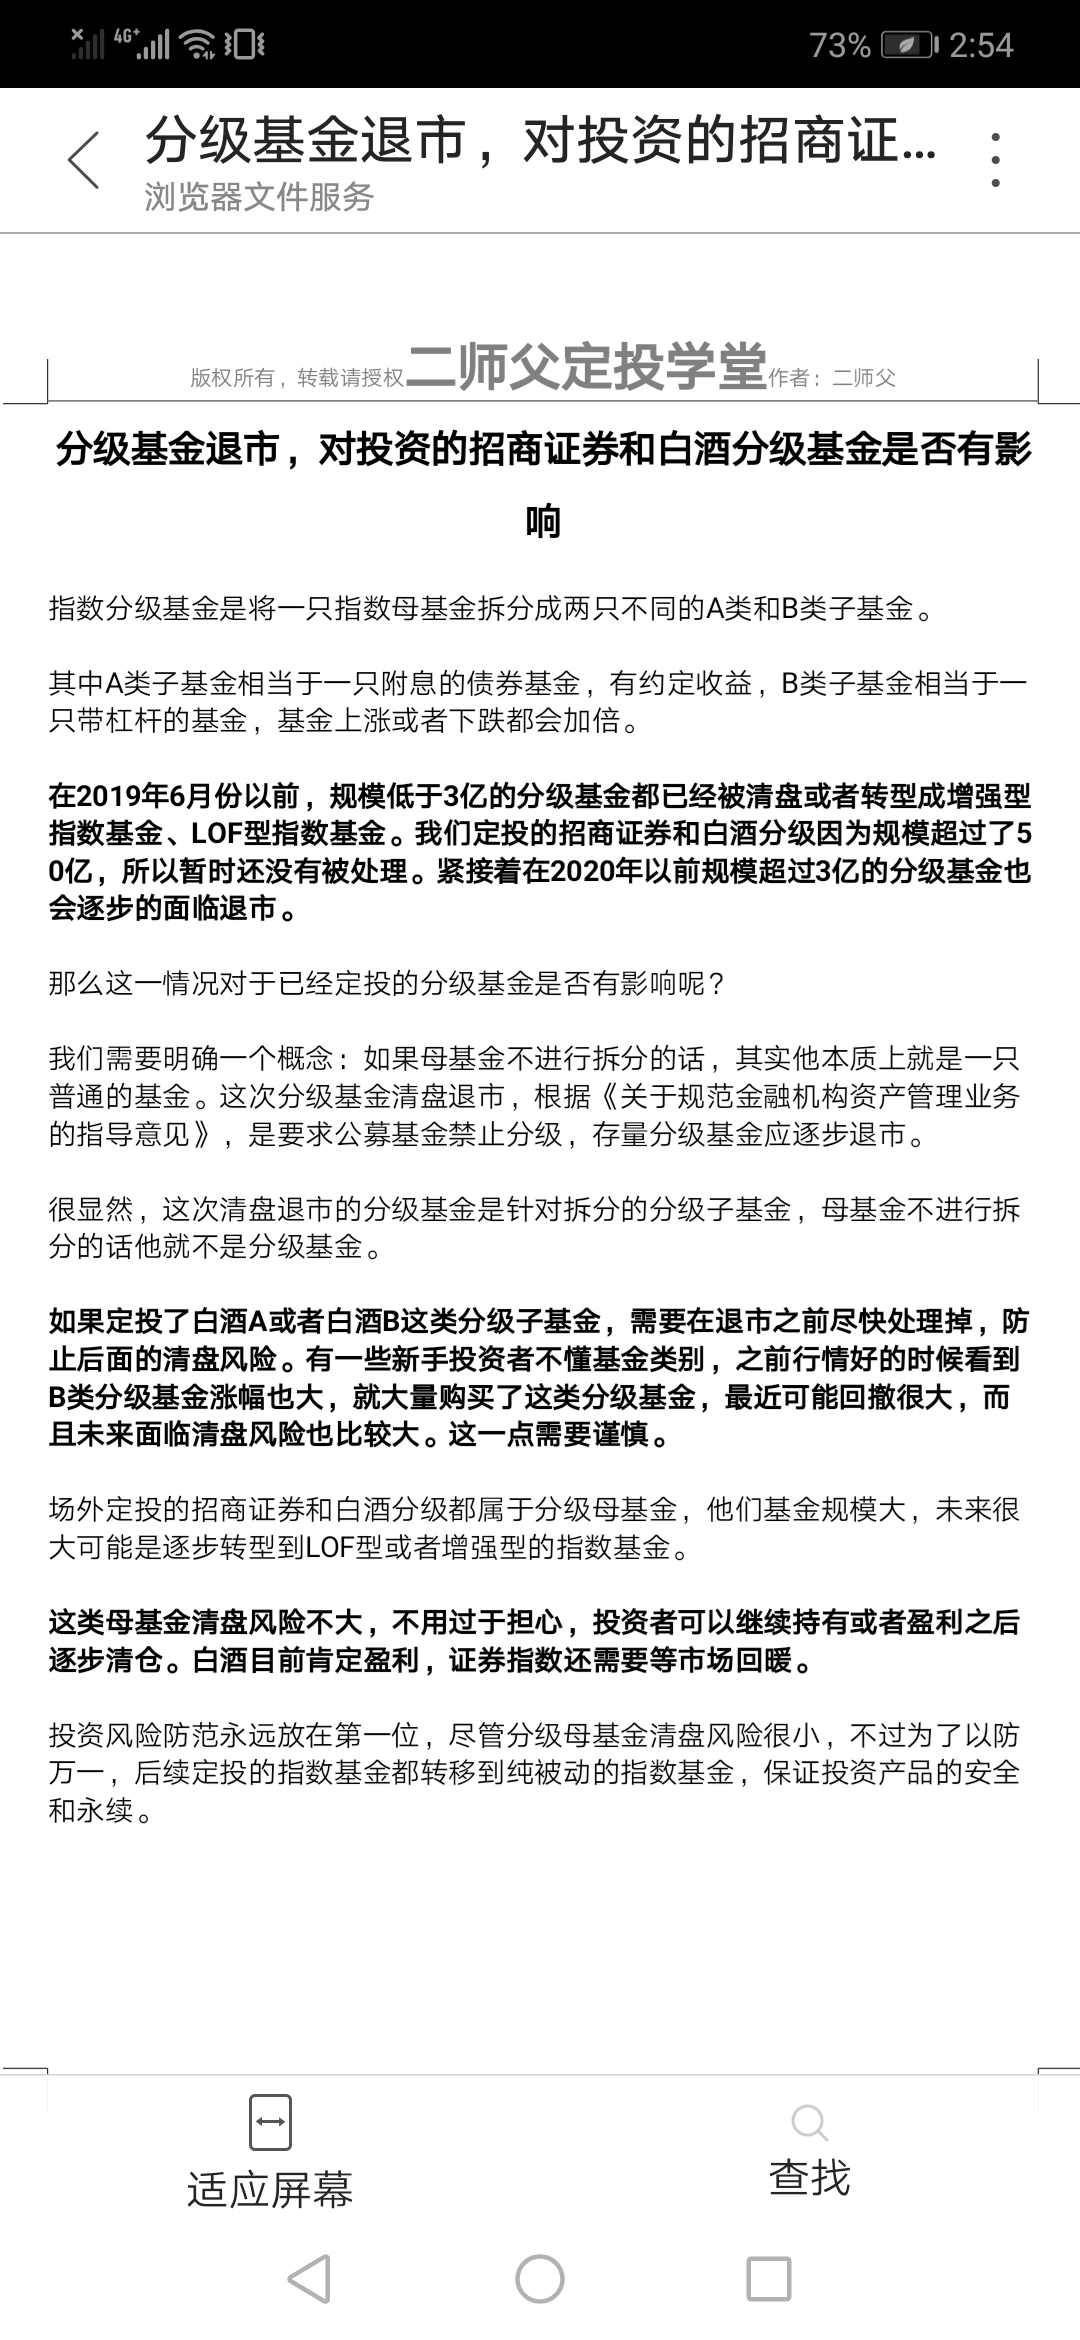 4G+
73%
2:54
分级基金退市，对投资的招商证...
浏览器文件服务
版权所有，转载请授权二师父定投学堂作者：二师父
分级基金退市，对投资的招商证券和白酒分级基金是否有影
响
指数分级基金是将一只指数母基金拆分成两只不同的A类和B类子基金。
其中A类子基金相当于一只附息的债券基金，有约定收益，B类子基金相当于一
只带杠杆的基金，基金上涨或者下跌都会加倍。
在2019年6月份以前，规模低于3亿的分级基金都已经被清盘或者转型成增强型
指数基金、LOF型指数基金。我们定投的招商证券和白酒分级因为规模超过了5
0亿，所以暂时还没有被处理。紧接着在2020年以前规模超过3亿的分级基金也
会逐步的面临退市。
那么这一情况对于已经定投的分级基金是否有影响呢？
我们需要明确一个概念：如果母基金不进行拆分的话，其实他本质上就是一只
普通的基金。这次分级基金清盘退市，根据《关于规范金融机构资产管理业务
的指导意见》，是要求公募基金禁止分级，存量分级基金应逐步退市。
很显然，这次清盘退市的分级基金是针对拆分的分级子基金，母基金不进行拆
分的话他就不是分级基金。
如果定投了白酒A或者白酒B这类分级子基金，需要在退市之前尽快处理掉，防
止后面的清盘风险。有一些新手投资者不懂基金类别，之前行情好的时候看到
B类分级基金涨幅也大，就大量购买了这类分级基金，最近可能回撤很大，而
且未来面临清盘风险也比较大。这一点需要谨慎。
场外定投的招商证券和白酒分级都属于分级母基金，他们基金规模大，未来很
大可能是逐步转型到LOF型或者增强型的指数基金。
这类母基金清盘风险不大，不用过于担心，投资者可以继续持有或者盈利之后
逐步清仓。白酒目前肯定盈利，证券指数还需要等市场回暖。
投资风险防范永远放在第一位，尽管分级母基金清盘风险很小，不过为了以防
万一，后续定投的指数基金都转移到纯被动的指数基金，保证投资产品的安全
和永续。
适应屏幕
查找